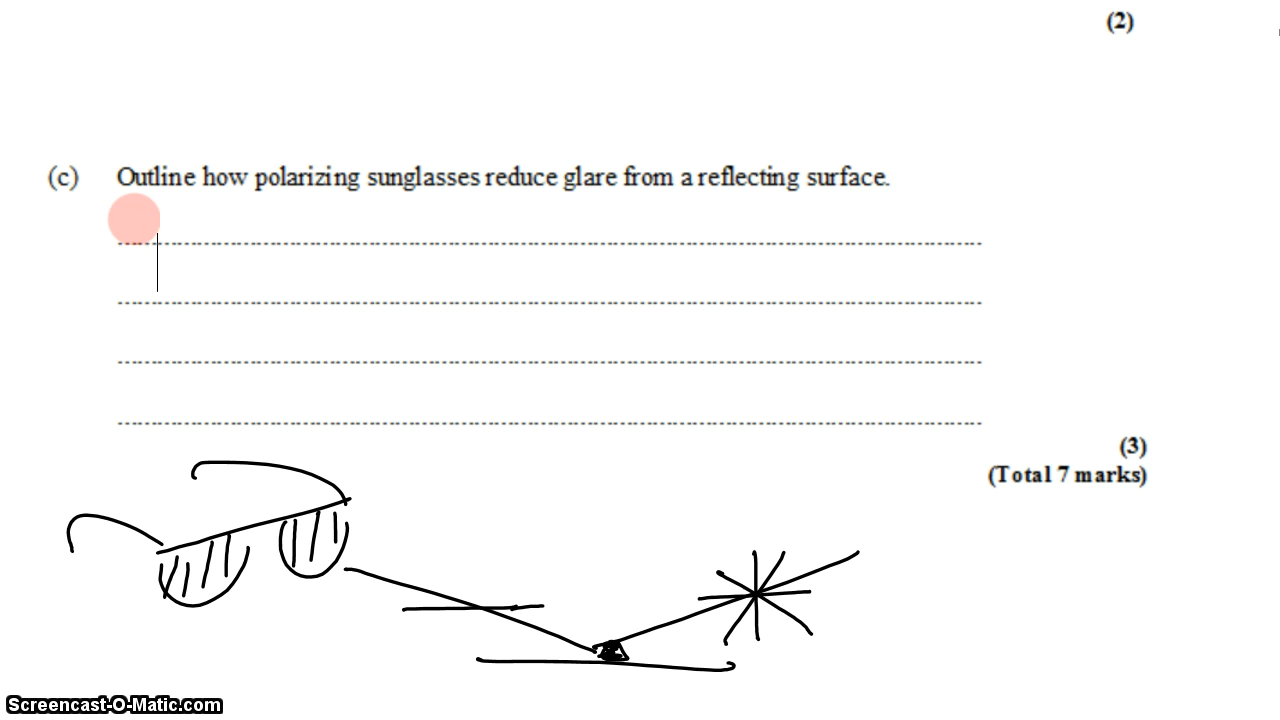 (2)
(c) Outline how polarizing sunglasses reduce glare from a reflecting surface.
(3)
(Total 7 marks)
Screencast-O-Matic.com